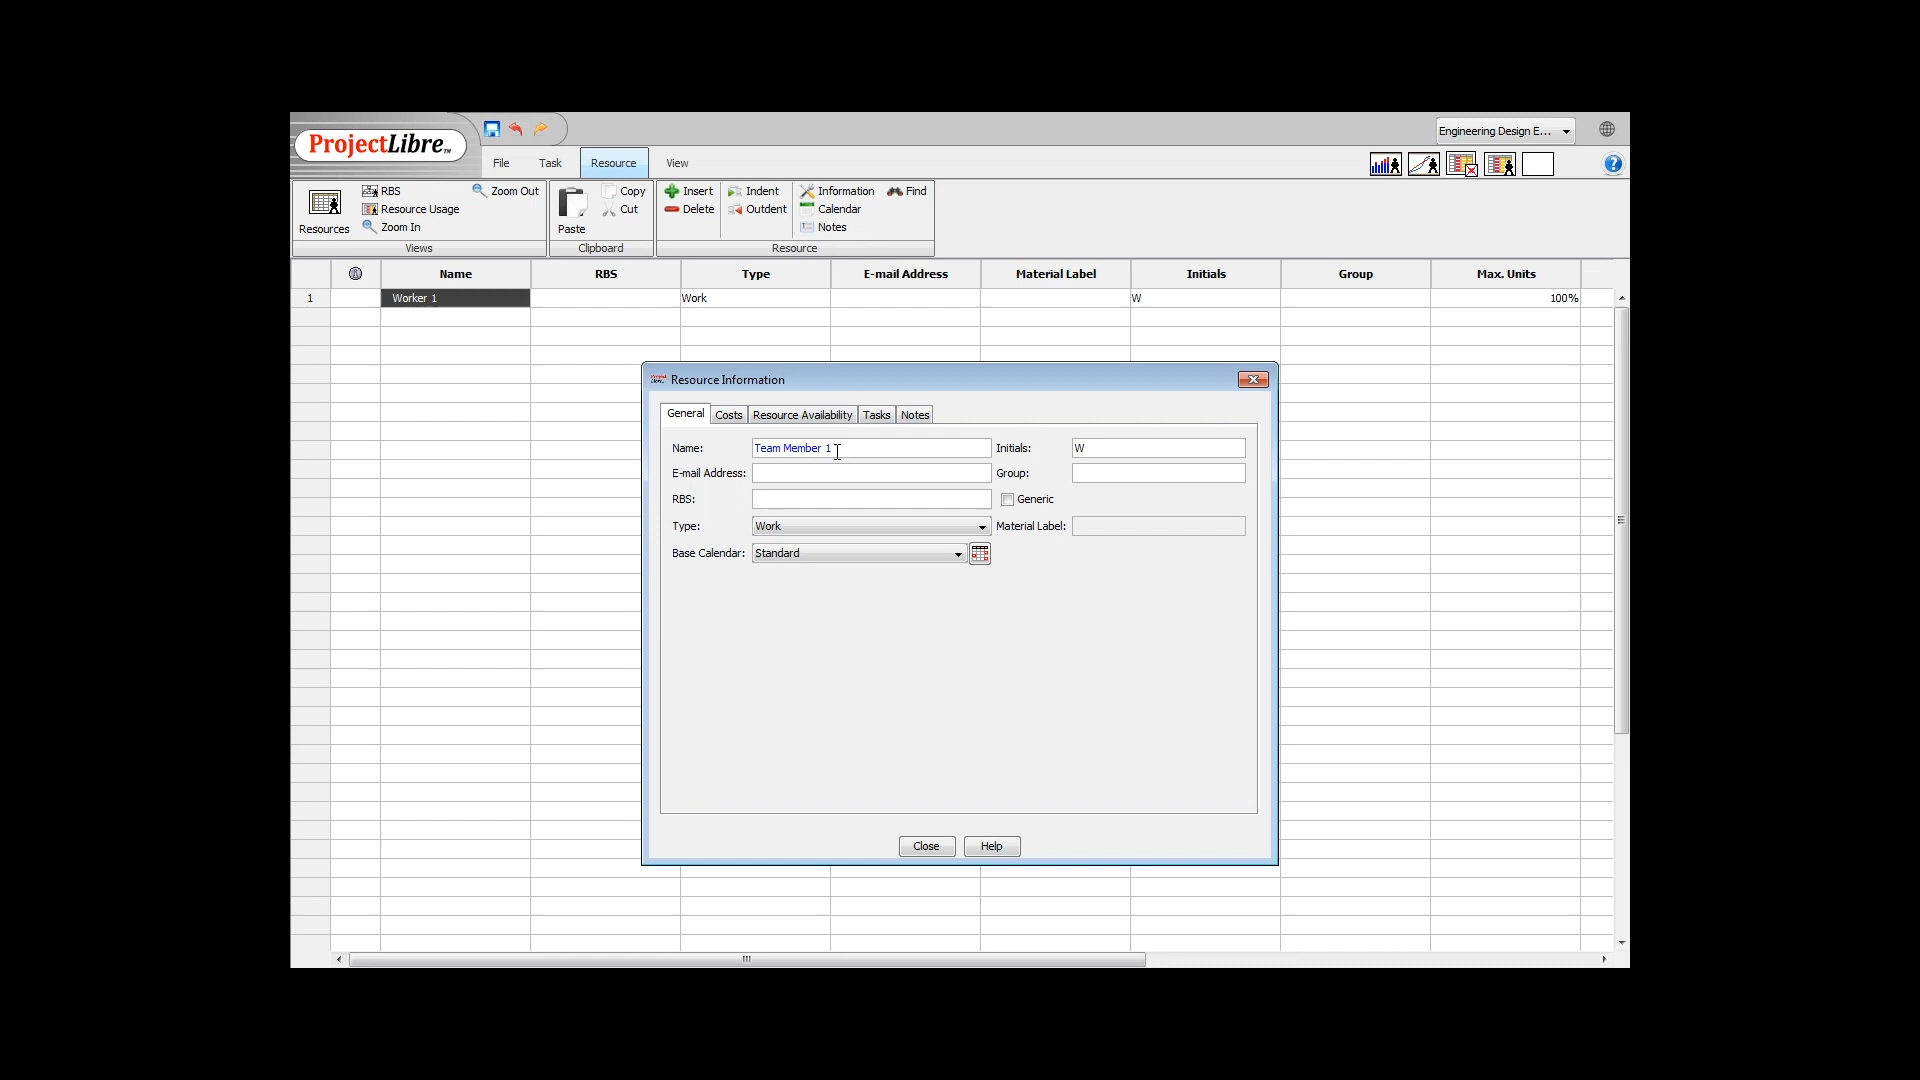 ProjectLibre™
Engineering Design E...
File Task Resource View
Resources
RBS
Resource Usage
Zoom In
Zoom Out
Views
Paste
Copy
Cut
Clipboard
Insert
Delete
Indent
Outdent
Information
Calendar
Notes
Find
Resource
Name RBS Type E-mail Address Material Label Initials Group Max. Units
1 Worker 1 Work W 100%
Resource Information
General Costs Resource Availability Tasks Notes
Name: Team Member 1 Initials: W
E-mail Address: Group:
RBS: Generic
Type: Work Material Label:
Base Calendar: Standard
Close Help